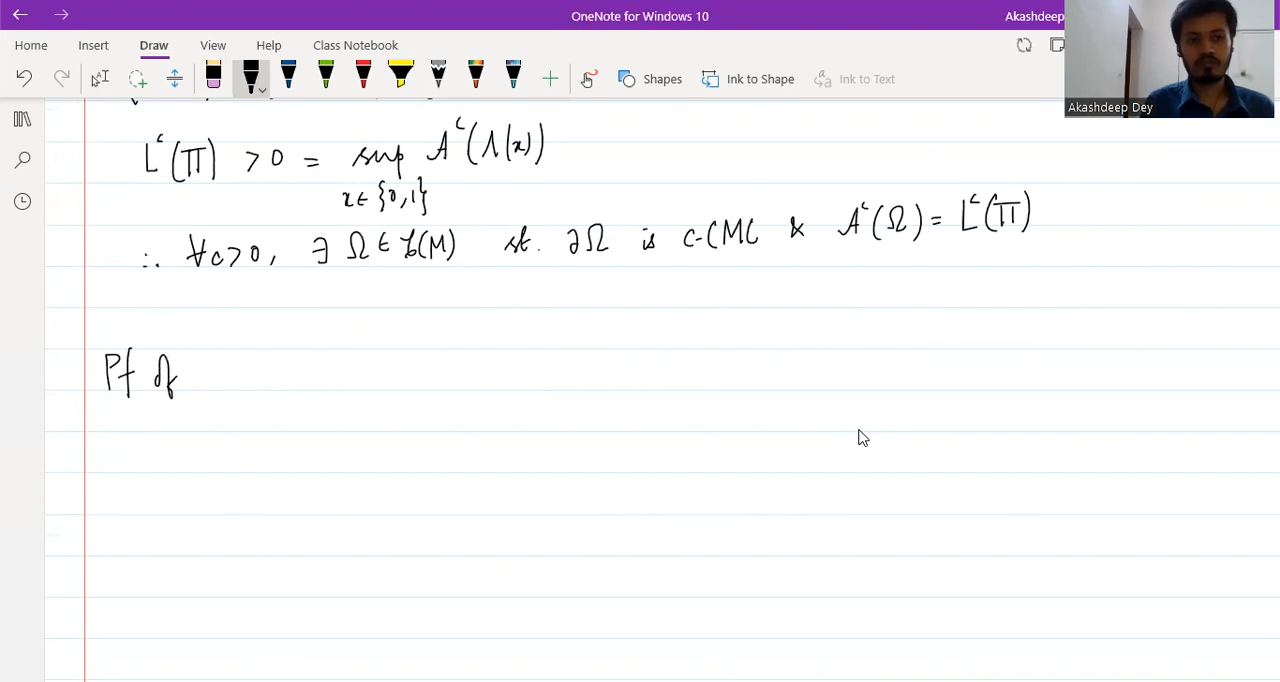 OneNote for Windows 10
Akashdeep
Home Insert Draw View Help Class Notebook
Shapes Ink to Shape Ink to Text
Akashdeep Dey
L^c(Π) > 0 = sup A^c(Λ(x))
x ∈ {0,1}
∴ ∀c>0, ∃ Ω ∈ 𝒞(M) st. ∂Ω is c-CMC & A^c(Ω) = L^c(Π)
Pf of